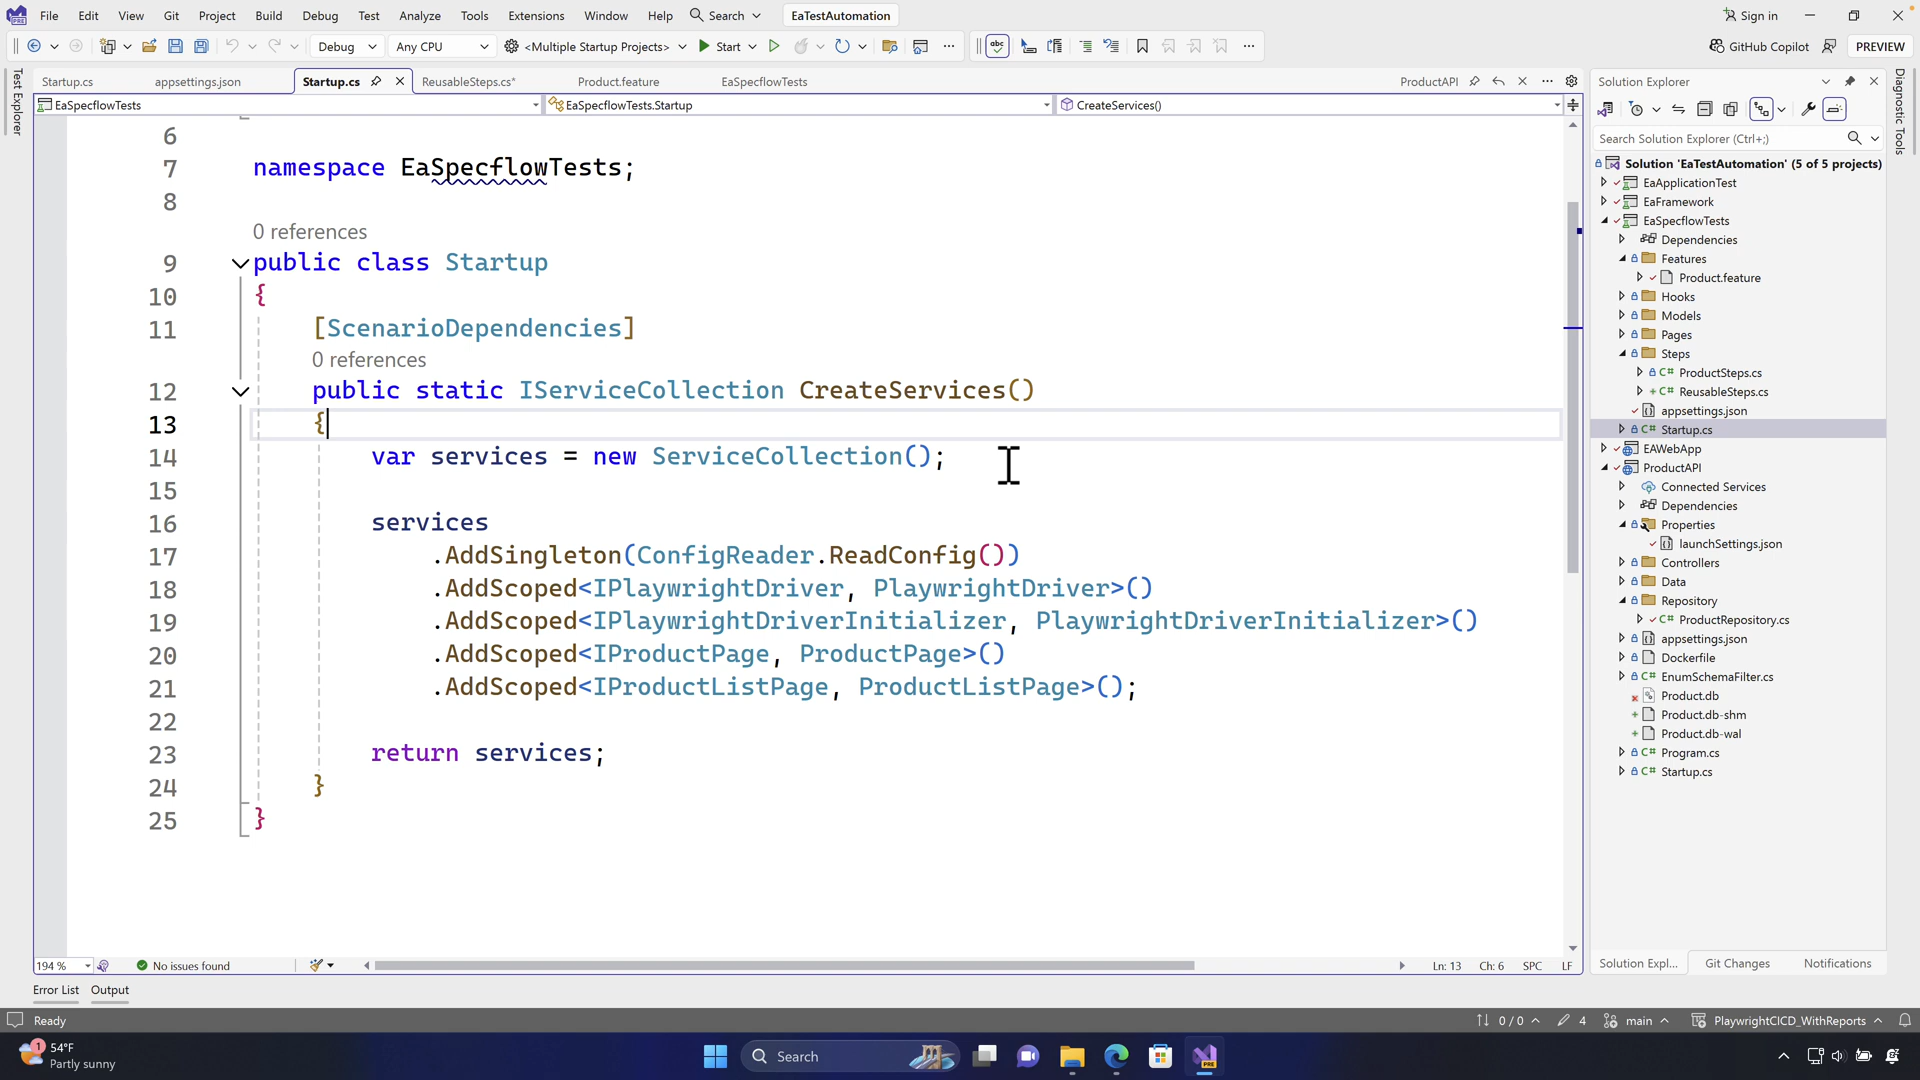 File Edit View Git Project Build Debug Test Analyze Tools Extensions Window Help Search EaTestAutomation Sign in
Debug Any CPU <Multiple Startup Projects> Start GitHub Copilot PREVIEW
Startup.cs appsettings.json Startup.cs ReusableSteps.cs* Product.feature EaSpecflowTests ProductAPI
EaSpecflowTests EaSpecflowTests.Startup CreateServices()
Test Explorer
6
7 namespace EaSpecflowTests;
8
0 references
9 public class Startup
10 {
11 [ScenarioDependencies]
0 references
12 public static IServiceCollection CreateServices()
13 {
14 var services = new ServiceCollection();
15
16 services
17 .AddSingleton(ConfigReader.ReadConfig())
18 .AddScoped<IPlaywrightDriver, PlaywrightDriver>()
19 .AddScoped<IPlaywrightDriverInitializer, PlaywrightDriverInitializer>()
20 .AddScoped<IProductPage, ProductPage>()
21 .AddScoped<IProductListPage, ProductListPage>();
22
23 return services;
24 }
25 }
194 % No issues found Ln: 13 Ch: 6 SPC LF
Solution Explorer
Search Solution Explorer (Ctrl+;)
Solution 'EaTestAutomation' (5 of 5 projects)
EaApplicationTest
EaFramework
EaSpecflowTests
Dependencies
Features
Product.feature
Hooks
Models
Pages
Steps
ProductSteps.cs
ReusableSteps.cs
appsettings.json
Startup.cs
EAWebApp
ProductAPI
Connected Services
Dependencies
Properties
launchSettings.json
Controllers
Data
Repository
ProductRepository.cs
appsettings.json
Dockerfile
EnumSchemaFilter.cs
Product.db
Product.db-shm
Product.db-wal
Program.cs
Startup.cs
Solution Expl... Git Changes Notifications
Diagnostic Tools
Error List Output
Ready 0 / 0 4 main PlaywrightCICD_WithReports
1 54°F
Partly sunny
Search
PRE